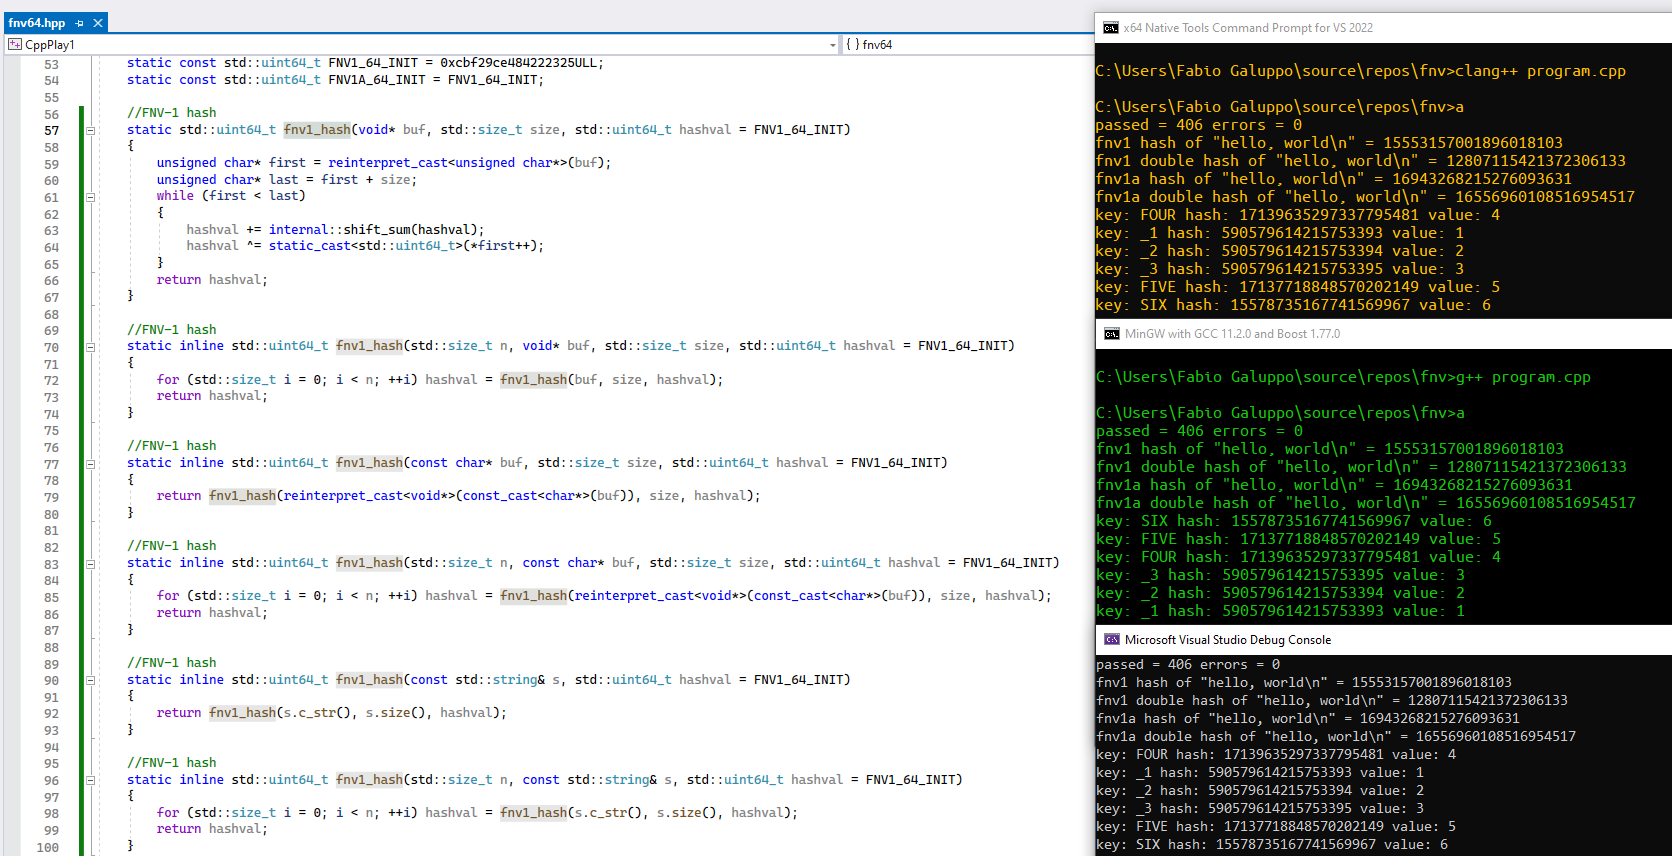 fnv64.hpp
CppPlay1
{ } fnv64
53 static const std::uint64_t FNV1_64_INIT = 0xcbf29ce484222325ULL;
54 static const std::uint64_t FNV1A_64_INIT = FNV1_64_INIT;
55
56 //FNV-1 hash
57 static std::uint64_t fnv1_hash(void* buf, std::size_t size, std::uint64_t hashval = FNV1_64_INIT)
58 {
59 unsigned char* first = reinterpret_cast<unsigned char*>(buf);
60 unsigned char* last = first + size;
61 while (first < last)
62 {
63 hashval += internal::shift_sum(hashval);
64 hashval ^= static_cast<std::uint64_t>(*first++);
65 }
66 return hashval;
67 }
68
69 //FNV-1 hash
70 static inline std::uint64_t fnv1_hash(std::size_t n, void* buf, std::size_t size, std::uint64_t hashval = FNV1_64_INIT)
71 {
72 for (std::size_t i = 0; i < n; ++i) hashval = fnv1_hash(buf, size, hashval);
73 return hashval;
74 }
75
76 //FNV-1 hash
77 static inline std::uint64_t fnv1_hash(const char* buf, std::size_t size, std::uint64_t hashval = FNV1_64_INIT)
78 {
79 return fnv1_hash(reinterpret_cast<void*>(const_cast<char*>(buf)), size, hashval);
80 }
81
82 //FNV-1 hash
83 static inline std::uint64_t fnv1_hash(std::size_t n, const char* buf, std::size_t size, std::uint64_t hashval = FNV1_64_INIT)
84 {
85 for (std::size_t i = 0; i < n; ++i) hashval = fnv1_hash(reinterpret_cast<void*>(const_cast<char*>(buf)), size, hashval);
86 return hashval;
87 }
88
89 //FNV-1 hash
90 static inline std::uint64_t fnv1_hash(const std::string& s, std::uint64_t hashval = FNV1_64_INIT)
91 {
92 return fnv1_hash(s.c_str(), s.size(), hashval);
93 }
94
95 //FNV-1 hash
96 static inline std::uint64_t fnv1_hash(std::size_t n, const std::string& s, std::uint64_t hashval = FNV1_64_INIT)
97 {
98 for (std::size_t i = 0; i < n; ++i) hashval = fnv1_hash(s.c_str(), s.size(), hashval);
99 return hashval;
100 }
x64 Native Tools Command Prompt for VS 2022
C:\Users\Fabio Galuppo\source\repos\fnv>clang++ program.cpp
C:\Users\Fabio Galuppo\source\repos\fnv>a
passed = 406 errors = 0
fnv1 hash of "hello, world\n" = 15553157001896018103
fnv1 double hash of "hello, world\n" = 12807115421372306133
fnv1a hash of "hello, world\n" = 16943268215276093631
fnv1a double hash of "hello, world\n" = 16556960108516954517
key: FOUR hash: 17139635297337795481 value: 4
key: _1 hash: 590579614215753393 value: 1
key: _2 hash: 590579614215753394 value: 2
key: _3 hash: 590579614215753395 value: 3
key: FIVE hash: 17137718848570202149 value: 5
key: SIX hash: 15578735167741569967 value: 6
MinGW with GCC 11.2.0 and Boost 1.77.0
C:\Users\Fabio Galuppo\source\repos\fnv>g++ program.cpp
C:\Users\Fabio Galuppo\source\repos\fnv>a
passed = 406 errors = 0
fnv1 hash of "hello, world\n" = 15553157001896018103
fnv1 double hash of "hello, world\n" = 12807115421372306133
fnv1a hash of "hello, world\n" = 16943268215276093631
fnv1a double hash of "hello, world\n" = 16556960108516954517
key: SIX hash: 15578735167741569967 value: 6
key: FIVE hash: 17137718848570202149 value: 5
key: FOUR hash: 17139635297337795481 value: 4
key: _3 hash: 590579614215753395 value: 3
key: _2 hash: 590579614215753394 value: 2
key: _1 hash: 590579614215753393 value: 1
Microsoft Visual Studio Debug Console
passed = 406 errors = 0
fnv1 hash of "hello, world\n" = 15553157001896018103
fnv1 double hash of "hello, world\n" = 12807115421372306133
fnv1a hash of "hello, world\n" = 16943268215276093631
fnv1a double hash of "hello, world\n" = 16556960108516954517
key: FOUR hash: 17139635297337795481 value: 4
key: _1 hash: 590579614215753393 value: 1
key: _2 hash: 590579614215753394 value: 2
key: _3 hash: 590579614215753395 value: 3
key: FIVE hash: 17137718848570202149 value: 5
key: SIX hash: 15578735167741569967 value: 6